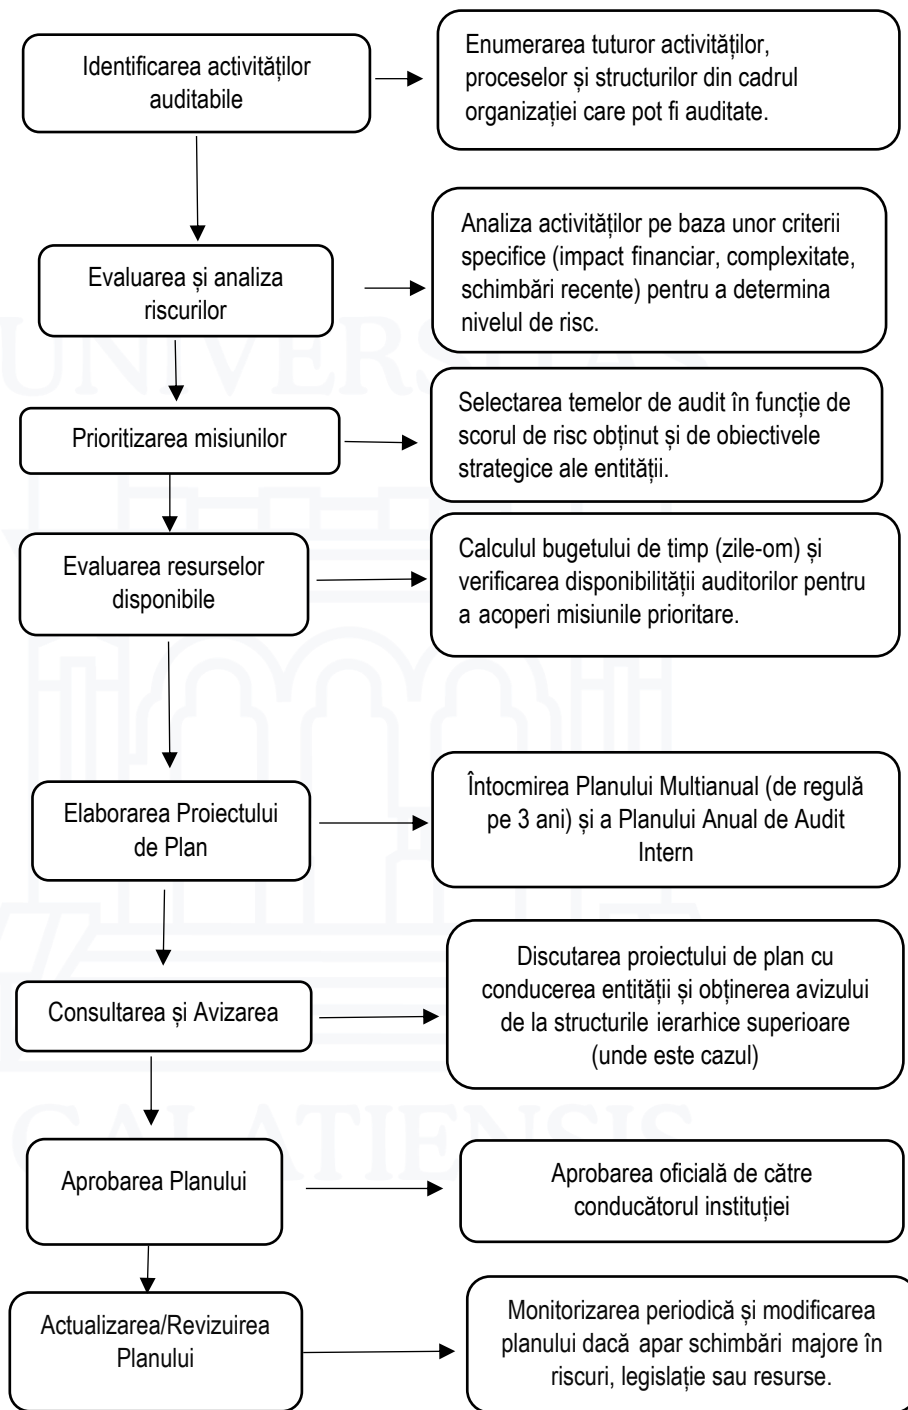 Identificarea activităților
auditabile
Enumerarea tuturor activităților,
proceselor și structurilor din cadrul
organizației care pot fi auditate.
Evaluarea și analiza
riscurilor
Analiza activităților pe baza unor criterii
specifice (impact financiar, complexitate,
schimbări recente) pentru a determina
nivelul de risc.
Prioritizarea misiunilor
Selectarea temelor de audit în funcție de
scorul de risc obținut și de obiectivele
strategice ale entității.
Evaluarea resurselor
disponibile
Calculul bugetului de timp (zile-om) și
verificarea disponibilității auditorilor pentru
a acoperi misiunile prioritare.
Elaborarea Proiectului
de Plan
Întocmirea Planului Multianual (de regulă
pe 3 ani) și a Planului Anual de Audit
Intern
Consultarea și Avizarea
Discutarea proiectului de plan cu
conducerea entității și obținerea avizului
de la structurile ierarhice superioare
(unde este cazul)
Aprobarea Planului
Aprobarea oficială de către
conducătorul instituției
Actualizarea/Revizuirea
Planului
Monitorizarea periodică și modificarea
planului dacă apar schimbări majore în
riscuri, legislație sau resurse.
UNIVERSITAS
GALATIENSIS